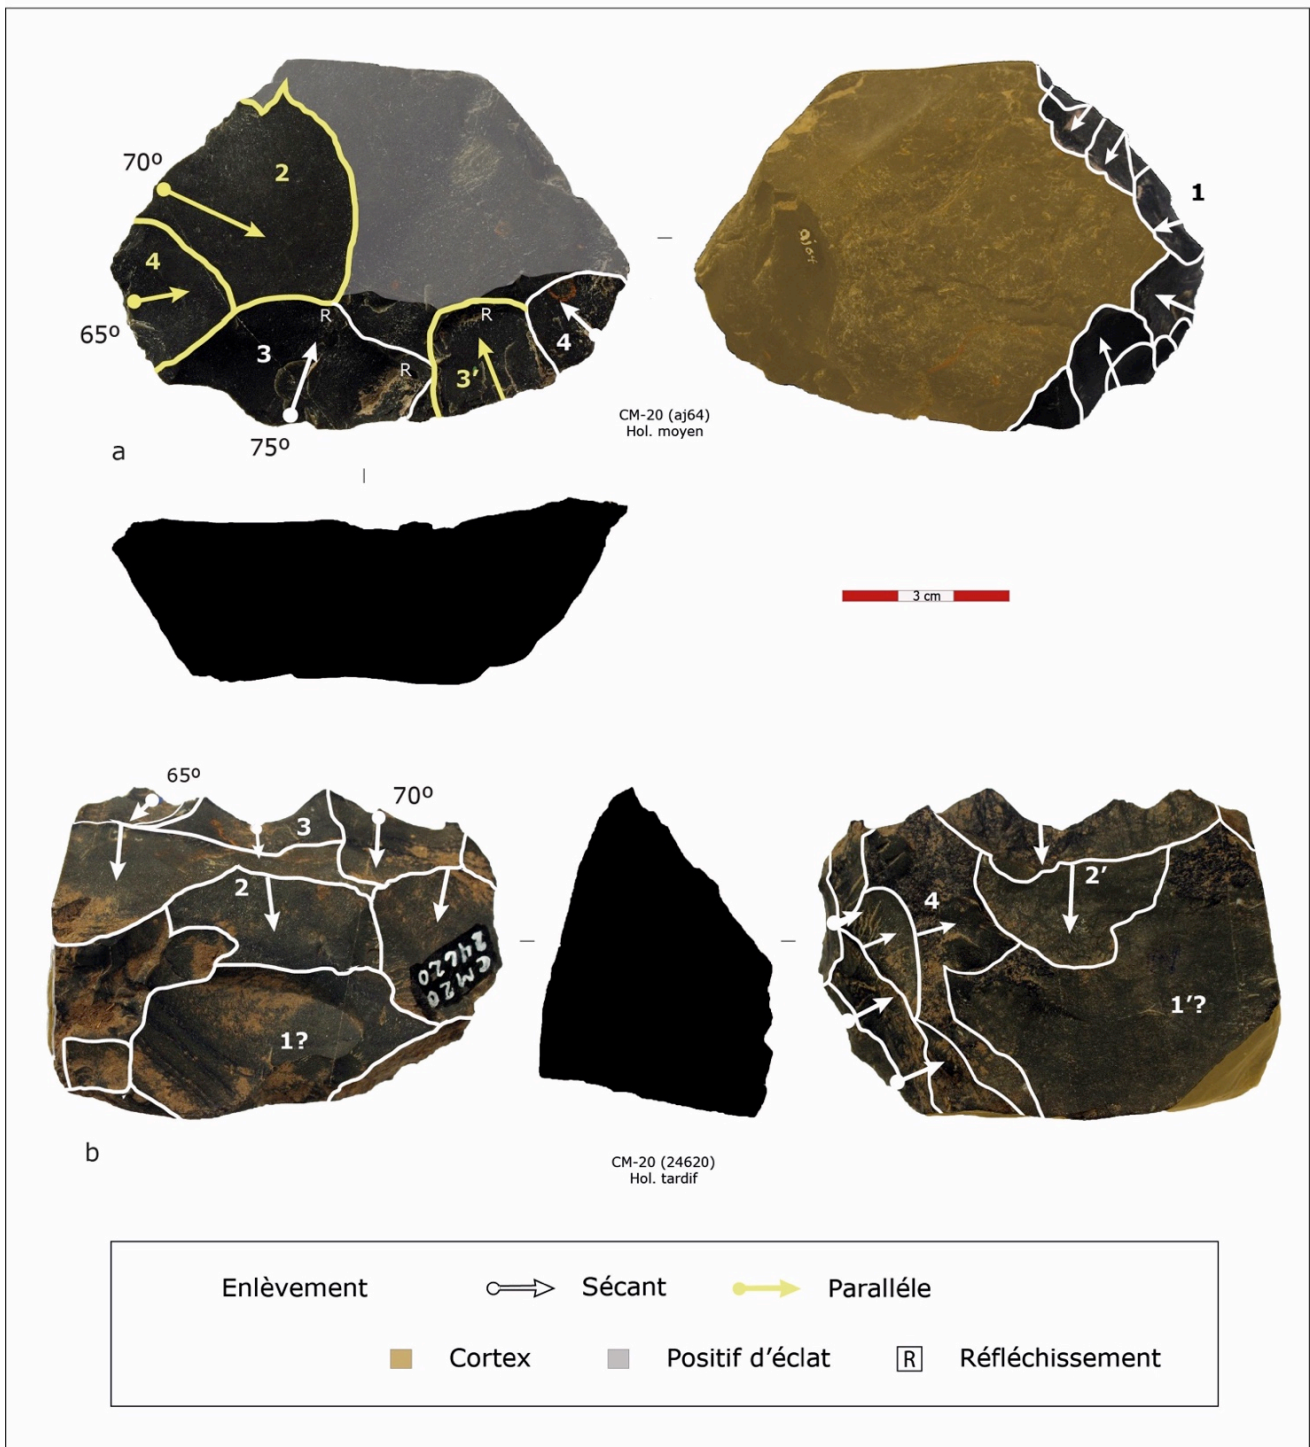 70º
2
4
65º
3
R
R
R
3'
4
75º
a
aj64
1
CM-20 (aj64)
Hol. moyen
3 cm
65º
70º
3
2
CM20
24620
1?
4
2'
1'?
b
CM-20 (24620)
Hol. tardif
Enlèvement
Sécant
Paralléle
Cortex
Positif d'éclat
R
Réfléchissement